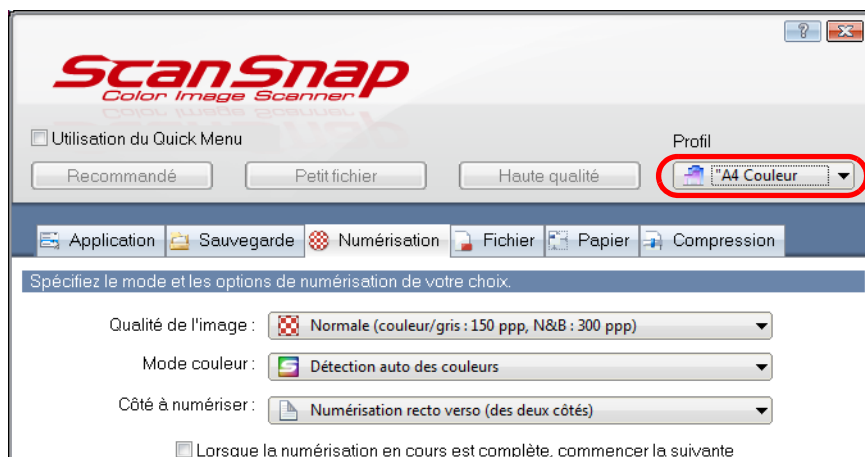 ScanSnap
Color Image Scanner
Utilisation du Quick Menu
Profil
Recommandé Petit fichier Haute qualité "A4 Couleur
Application Sauvegarde Numérisation Fichier Papier Compression
Spécifiez le mode et les options de numérisation de votre choix.
Qualité de l'image : Normale (couleur/gris : 150 ppp, N&B : 300 ppp)
Mode couleur : Détection auto des couleurs
Côté à numériser : Numérisation recto verso (des deux côtés)
Lorsque la numérisation en cours est complète, commencer la suivante